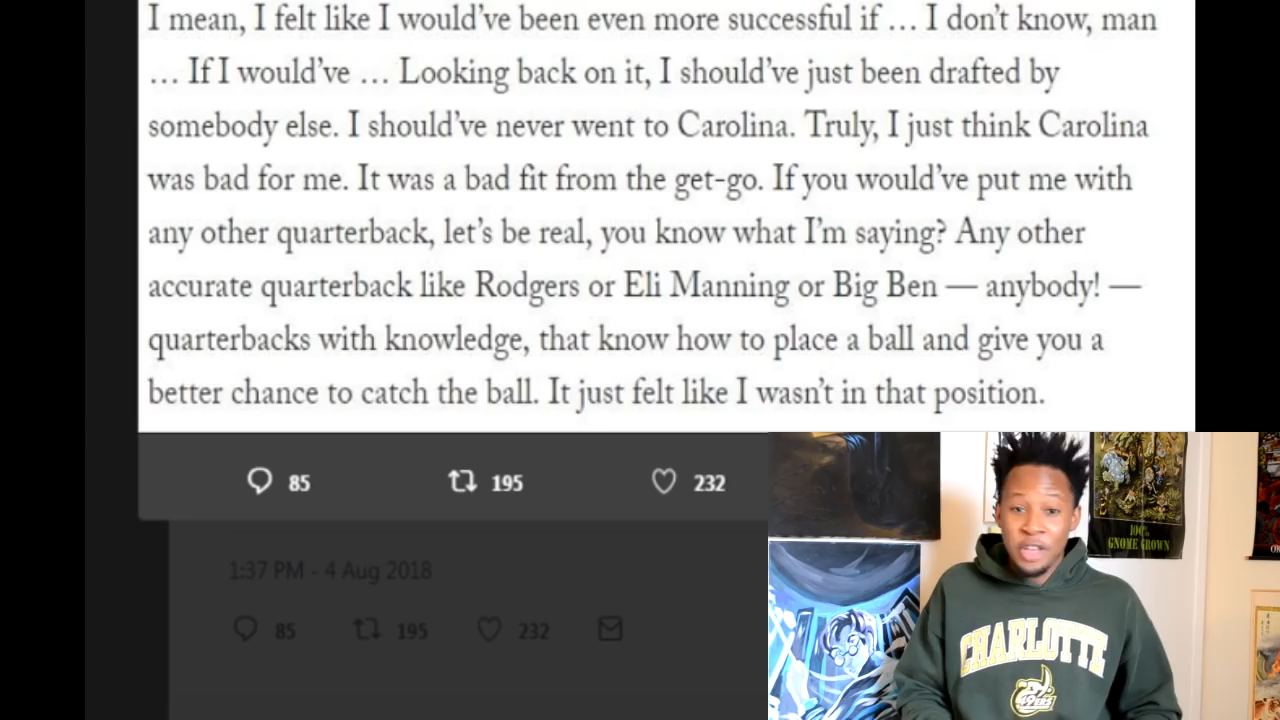 I mean, I felt like I would’ve been even more successful if … I don’t know, man
… If I would’ve … Looking back on it, I should’ve just been drafted by
somebody else. I should’ve never went to Carolina. Truly, I just think Carolina
was bad for me. It was a bad fit from the get-go. If you would’ve put me with
any other quarterback, let’s be real, you know what I’m saying? Any other
accurate quarterback like Rodgers or Eli Manning or Big Ben — anybody! —
quarterbacks with knowledge, that know how to place a ball and give you a
better chance to catch the ball. It just felt like I wasn’t in that position.
85 195 232
1:37 PM - 4 Aug 2018
85 195 232
100%
GNOME GROWN
CHARLOTTE
49ERS